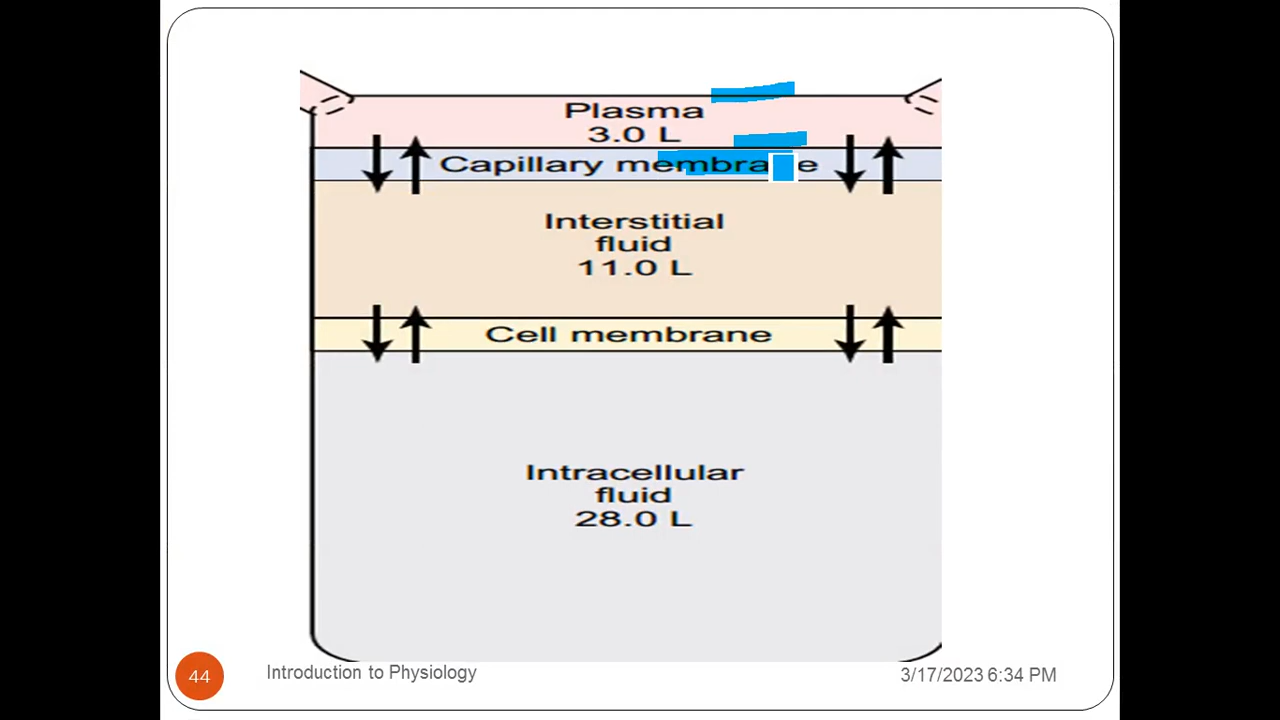 Plasma
3.0 L
Capillary membrane
Interstitial
fluid
11.0 L
Cell membrane
Intracellular
fluid
28.0 L
44
Introduction to Physiology
3/17/2023 6:34 PM